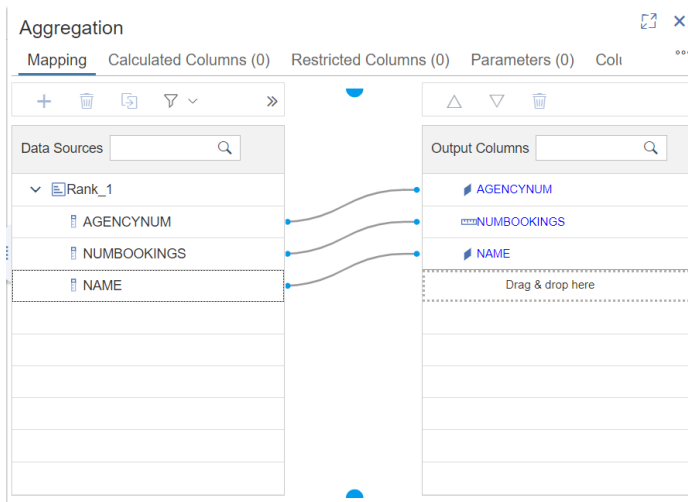 Aggregation
Mapping Calculated Columns (0) Restricted Columns (0) Parameters (0) Colu
Data Sources
Output Columns
Rank_1
AGENCYNUM
NUMBOOKINGS
NAME
AGENCYNUM
NUMBOOKINGS
NAME
Drag & drop here